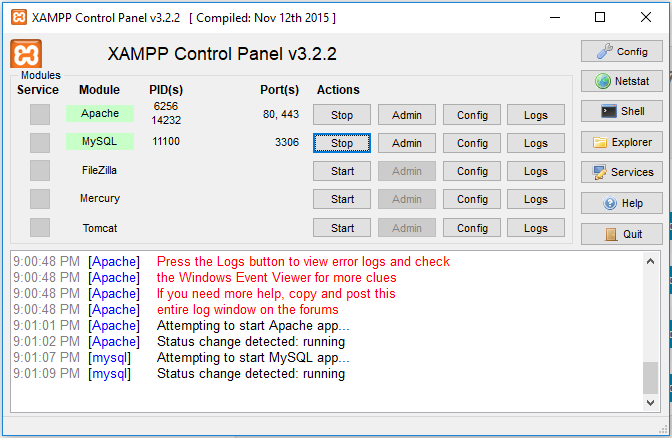 XAMPP Control Panel v3.2.2 [ Compiled: Nov 12th 2015 ]
XAMPP Control Panel v3.2.2
Modules
Service Module PID(s) Port(s) Actions
Apache 6256 14232 80, 443 Stop Admin Config Logs
MySQL 11100 3306 Stop Admin Config Logs
FileZilla Start Admin Config Logs
Mercury Start Admin Config Logs
Tomcat Start Admin Config Logs
Config
Netstat
Shell
Explorer
Services
Help
Quit
9:00:48 PM [Apache] Press the Logs button to view error logs and check
9:00:48 PM [Apache] the Windows Event Viewer for more clues
9:00:48 PM [Apache] If you need more help, copy and post this
9:00:48 PM [Apache] entire log window on the forums
9:01:01 PM [Apache] Attempting to start Apache app...
9:01:02 PM [Apache] Status change detected: running
9:01:07 PM [mysql] Attempting to start MySQL app...
9:01:09 PM [mysql] Status change detected: running